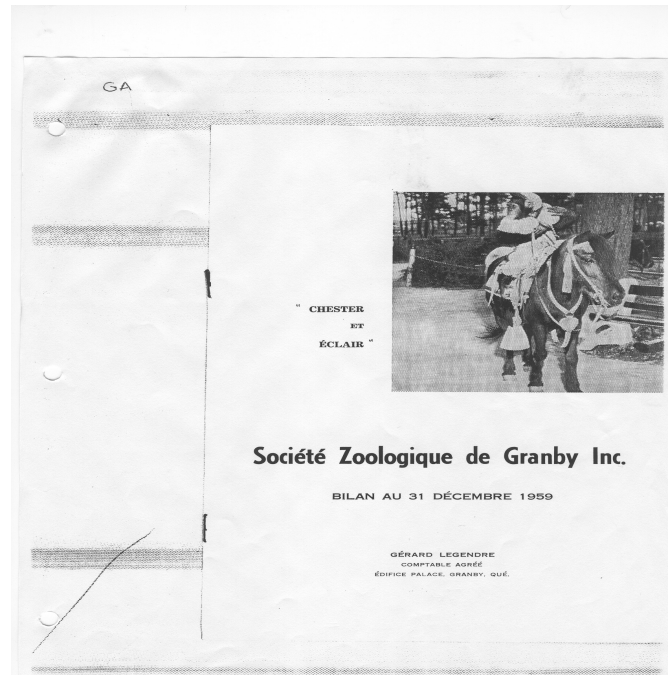 GA
" CHESTER
ET
ÉCLAIR "
Société Zoologique de Granby Inc.
BILAN AU 31 DÉCEMBRE 1959
GÉRARD LEGENDRE
COMPTABLE AGRÉÉ
ÉDIFICE PALACE, GRANBY, QUÉ.